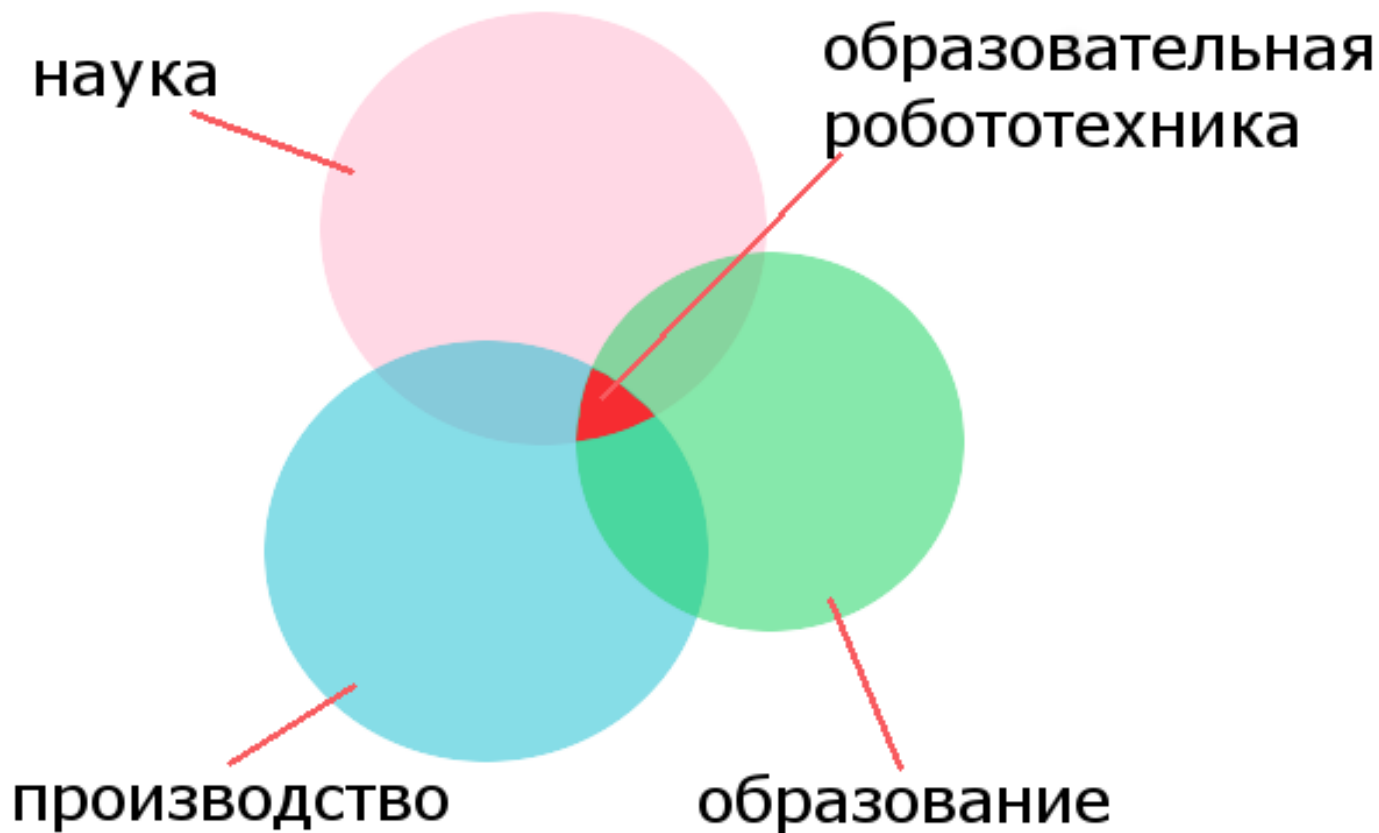 наука
образовательная
робототехника
производство
образование